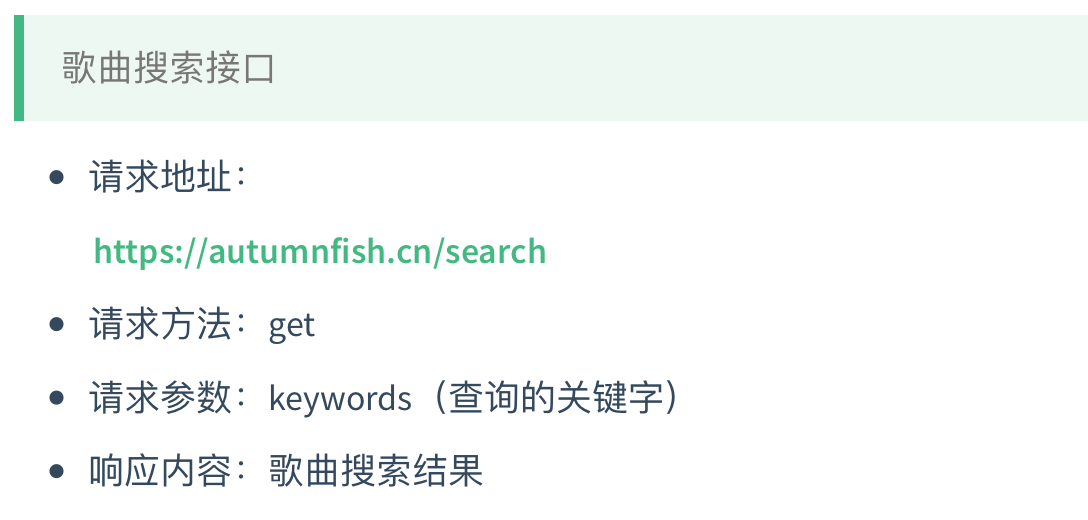 歌曲搜索接口
请求地址：
https://autumnfish.cn/search
请求方法：get
请求参数：keywords（查询的关键字）
响应内容：歌曲搜索结果